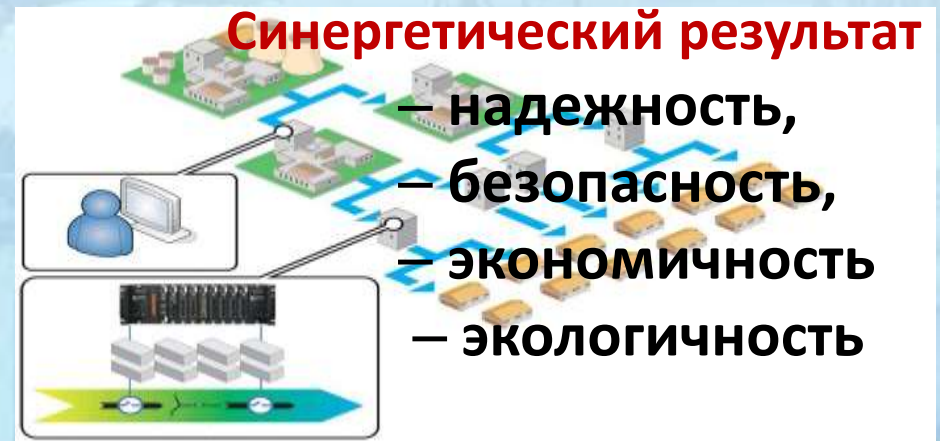 Синергетический результат
– надежность,
– безопасность,
– экономичность
– экологичность